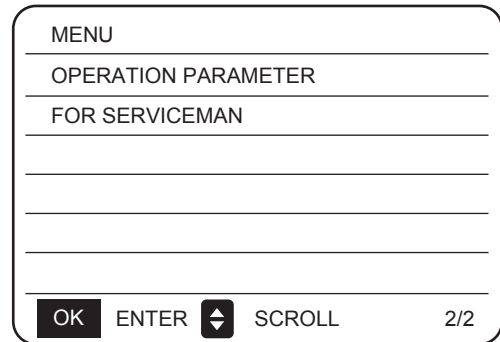 MENU
OPERATION PARAMETER
FOR SERVICEMAN
OK ENTER SCROLL 2/2